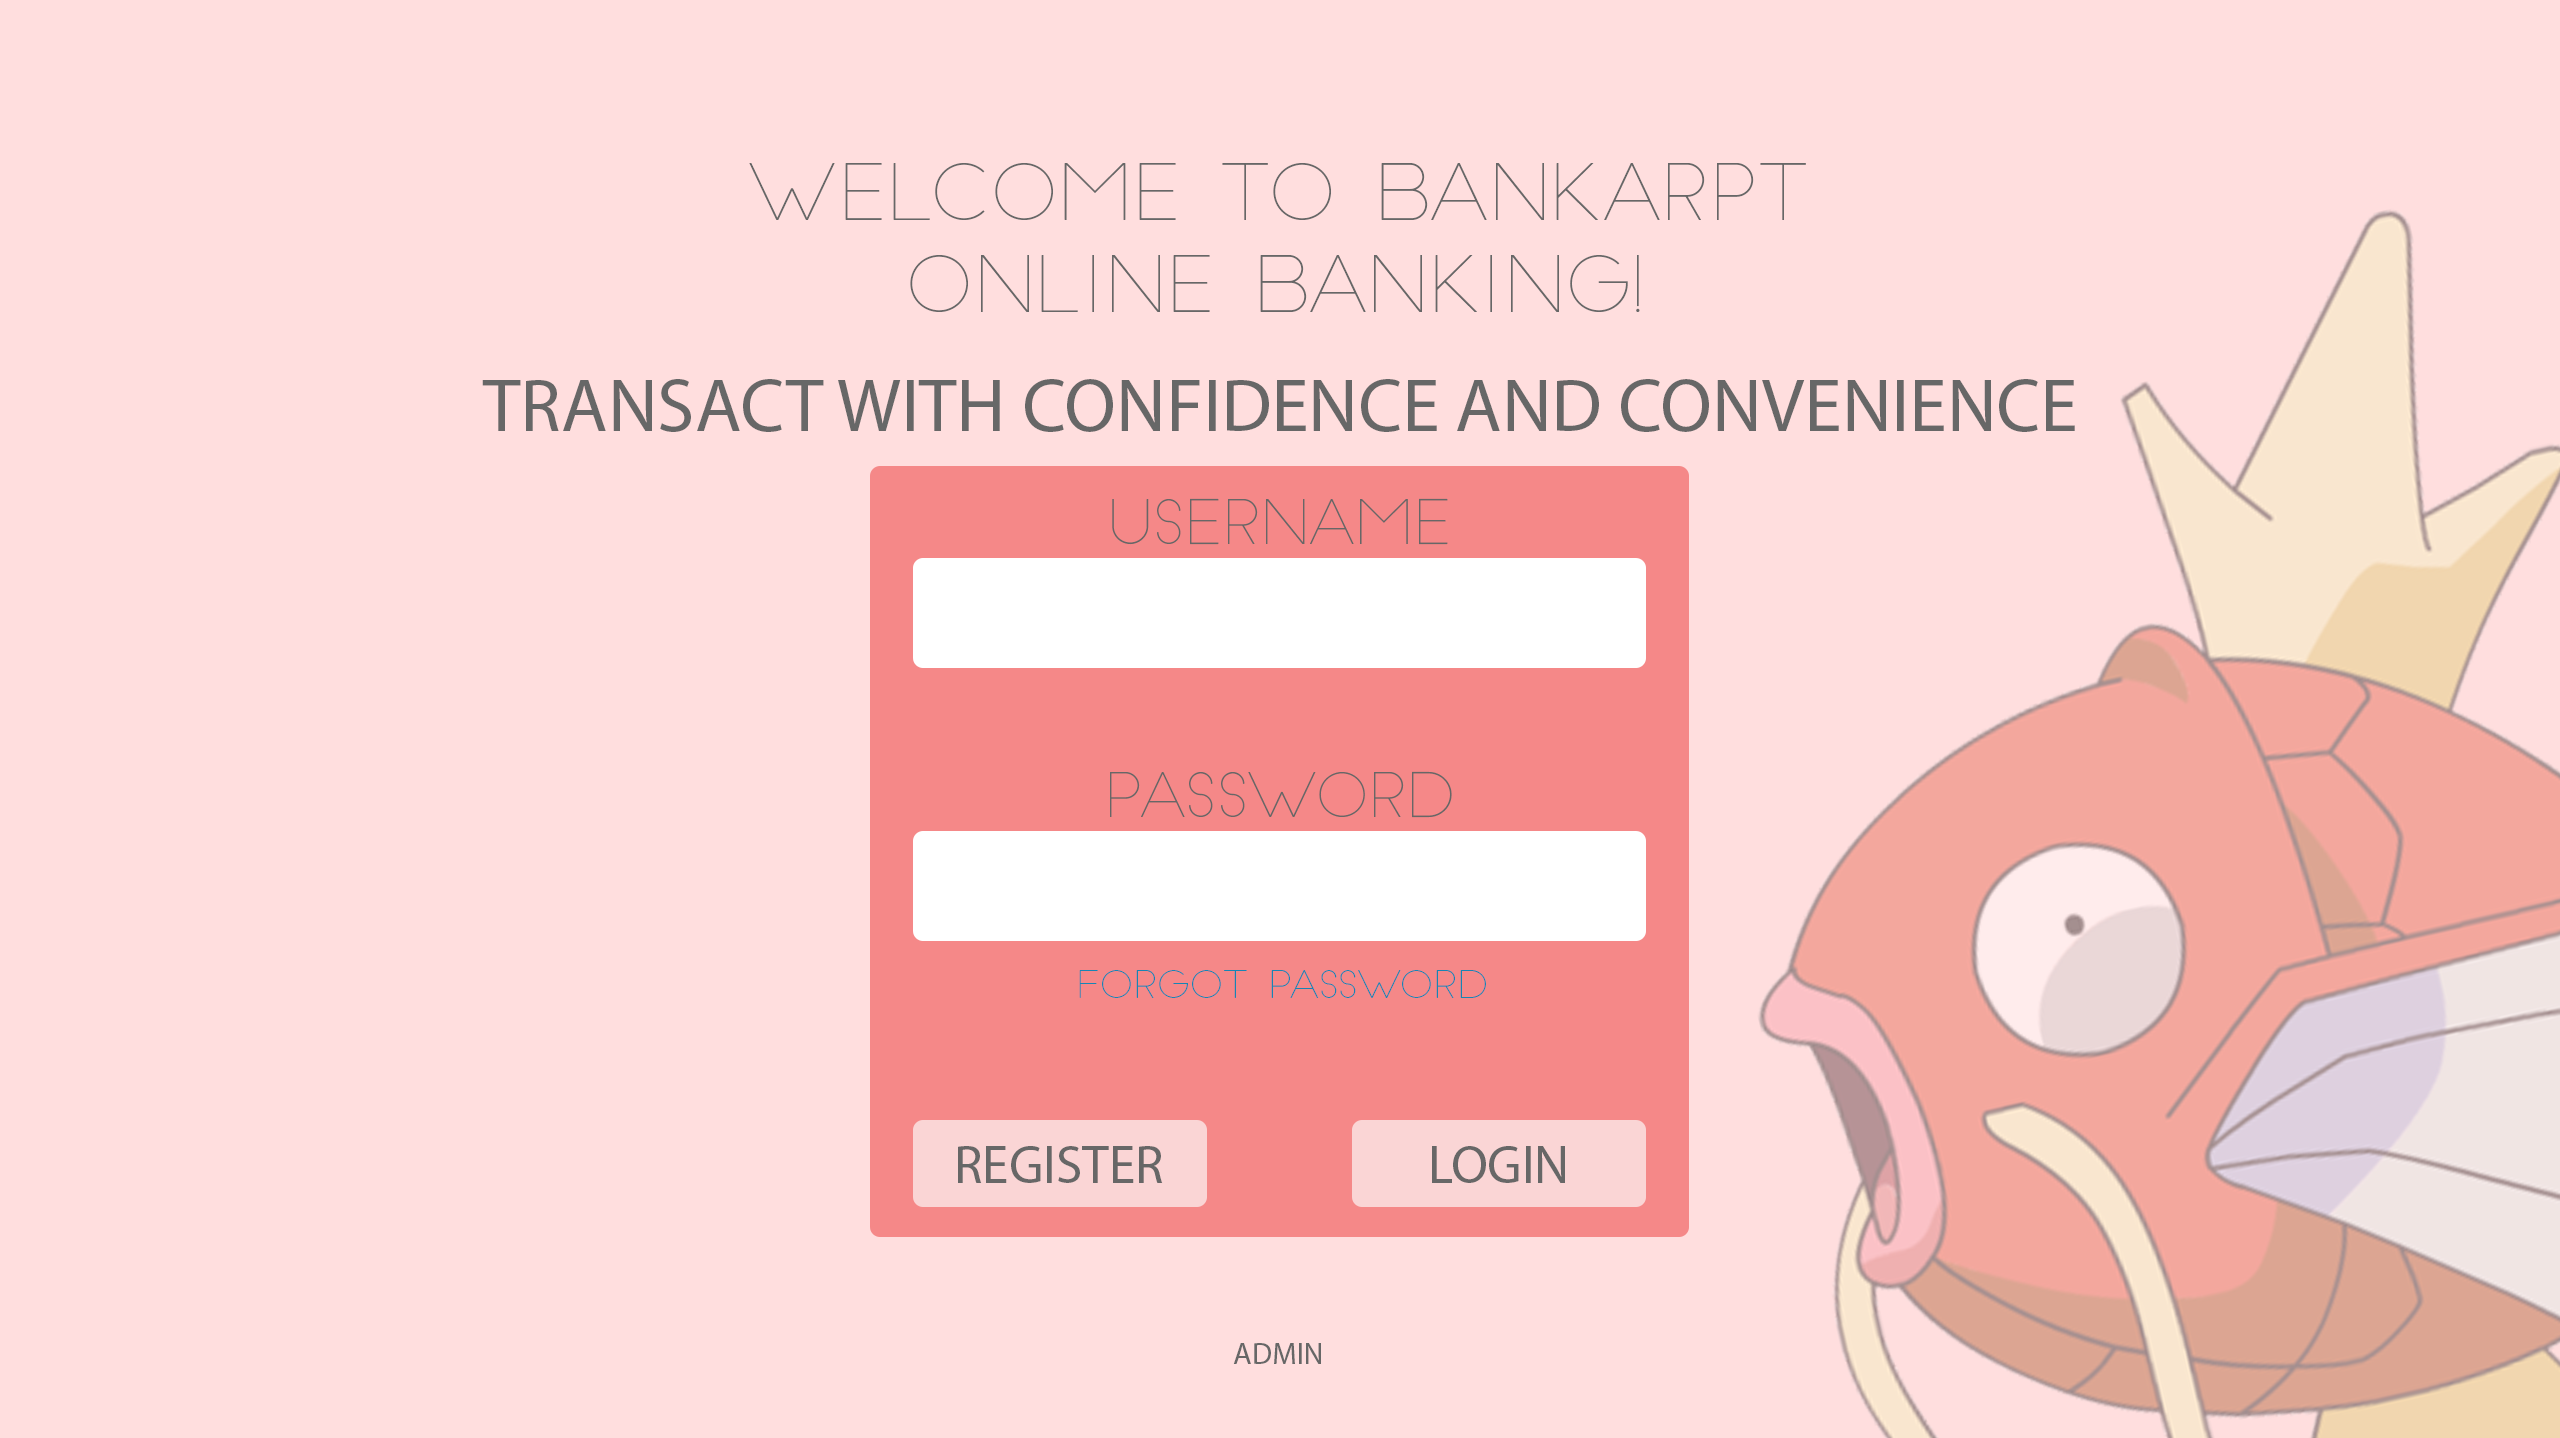 WELCOME TO BANKARPT
ONLINE BANKING!
TRANSACT WITH CONFIDENCE AND CONVENIENCE
USERNAME
PASSWORD
FORGOT PASSWORD
REGISTER
LOGIN
ADMIN